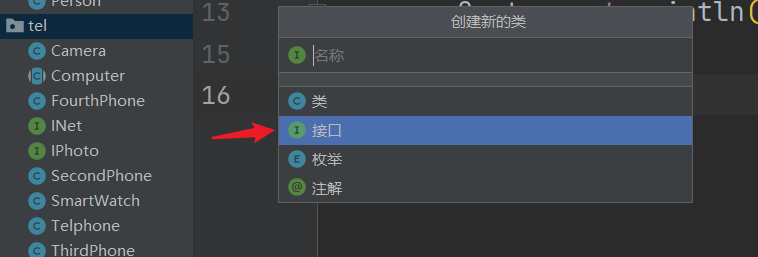 Person
tel
Camera
Computer
FourthPhone
INet
IPhoto
SecondPhone
SmartWatch
Telphone
ThirdPhone
13
15
16
intln(
创建新的类
名称
类
接口
枚举
注解